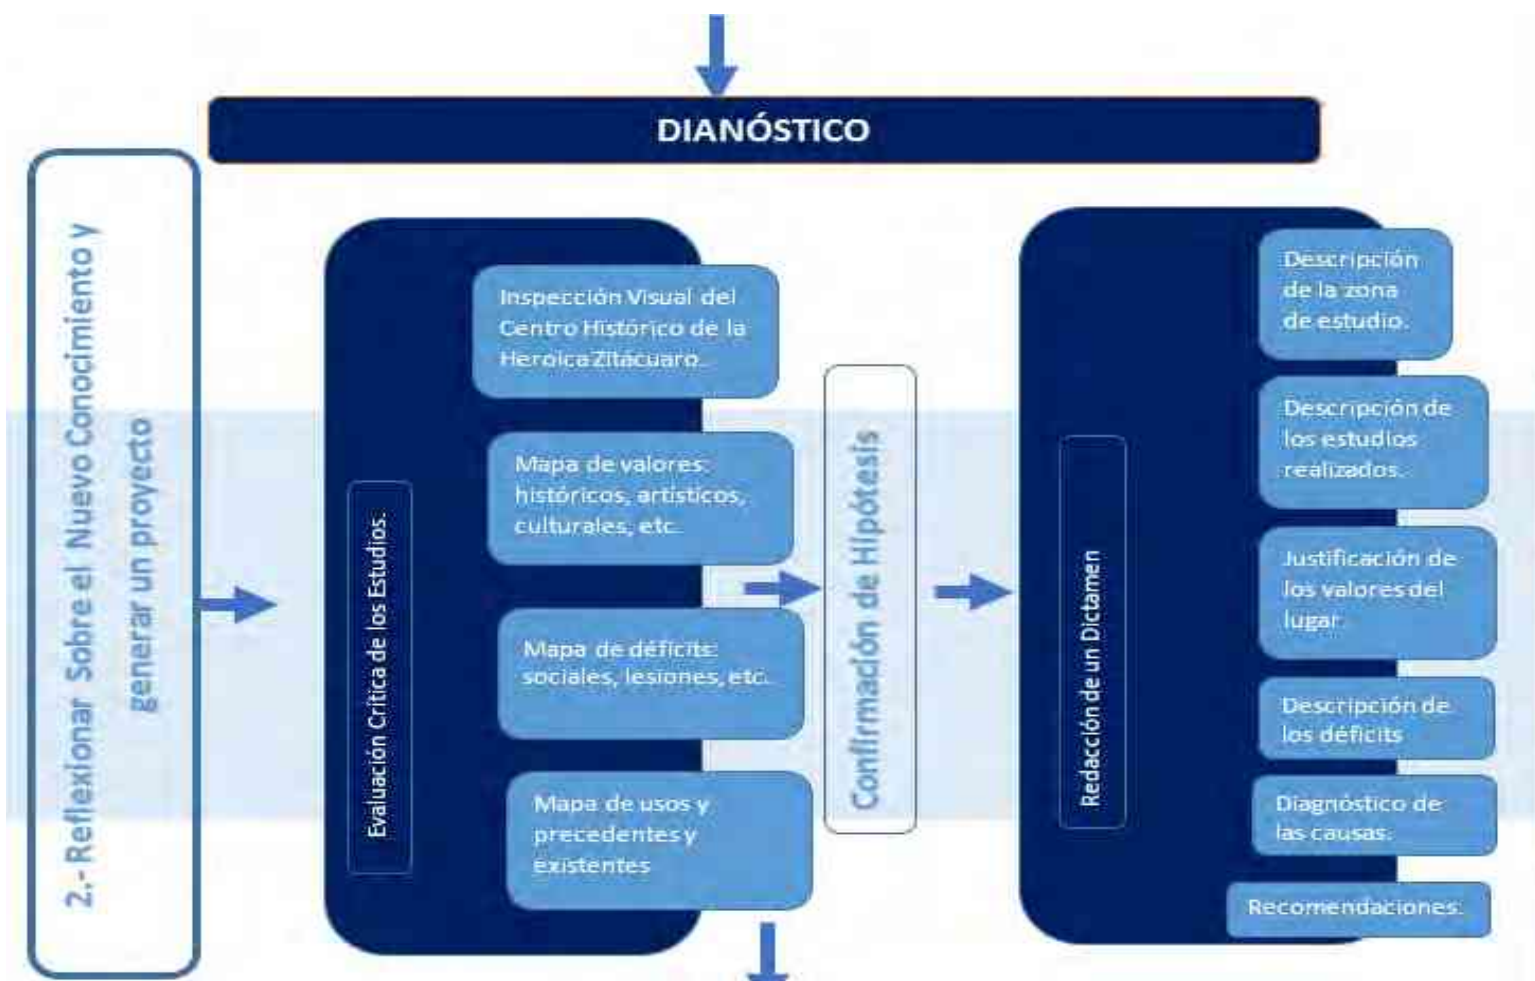 DIANÓSTICO
2.- Reflexionar Sobre el Nuevo Conocimiento y
generar un proyecto
Evaluación Crítica de los Estudios.
Inspección Visual del
Centro Histórico de la
Heroica Zitácuaro.
Mapa de valores:
históricos, artísticos,
culturales, etc.
Mapa de déficits:
sociales, lesiones, etc.
Mapa de usos y
precedentes y
existentes
Confirmación de Hipótesis
Redacción de un Dictamen
Descripción
de la zona
de estudio.
Descripción de
los estudios
realizados.
Justificación de
los valores del
lugar.
Descripción de
los déficits
Diagnóstico de
las causas.
Recomendaciones.